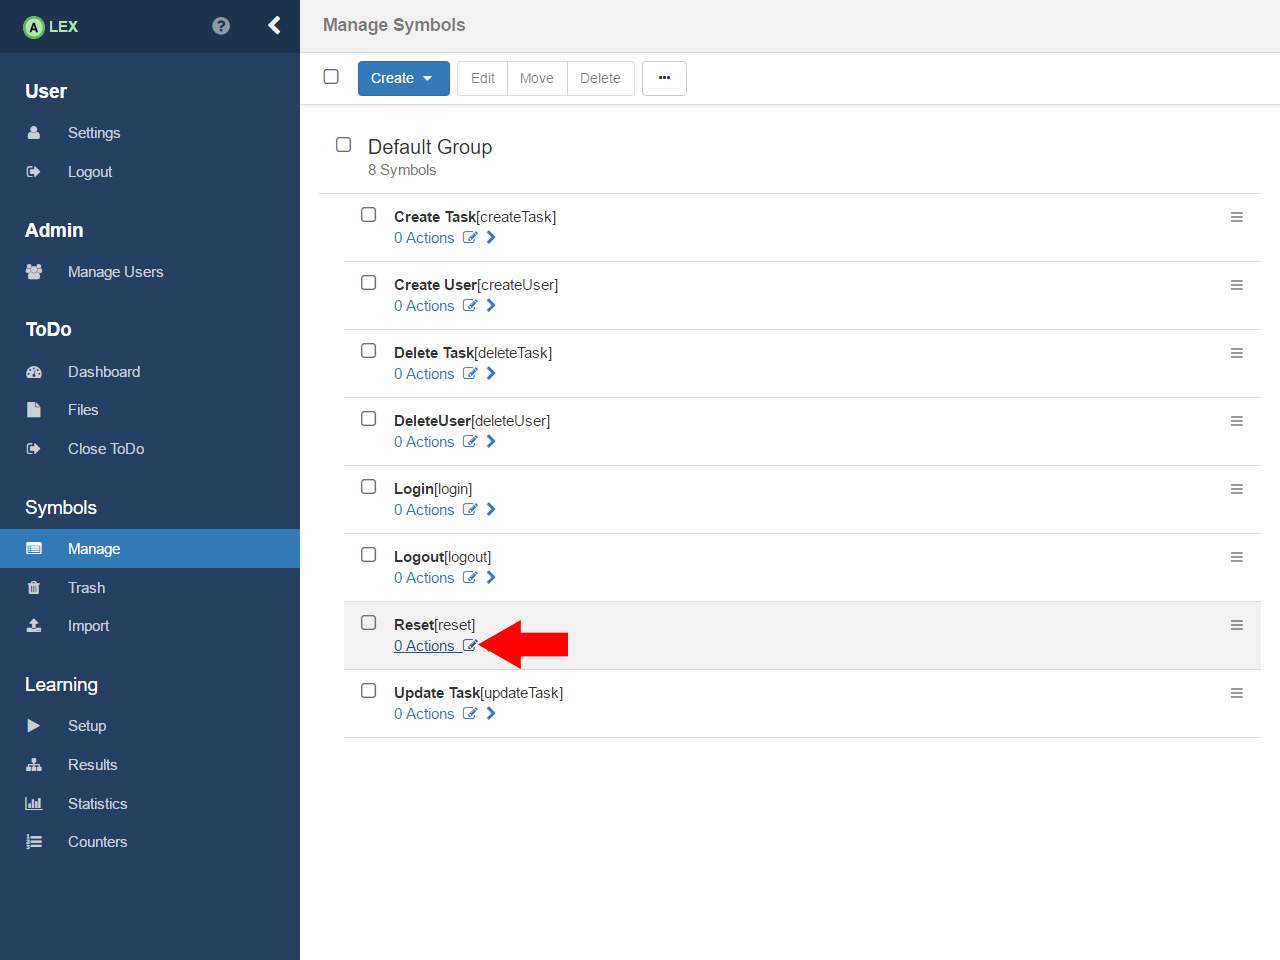 A LEX
?
User
Settings
Logout
Admin
Manage Users
ToDo
Dashboard
Files
Close ToDo
Symbols
Manage
Trash
Import
Learning
Setup
Results
Statistics
Counters
Manage Symbols
Create Edit Move Delete ...
Default Group
8 Symbols
Create Task[createTask]
0 Actions
Create User[createUser]
0 Actions
Delete Task[deleteTask]
0 Actions
DeleteUser[deleteUser]
0 Actions
Login[login]
0 Actions
Logout[logout]
0 Actions
Reset[reset]
0 Actions
Update Task[updateTask]
0 Actions